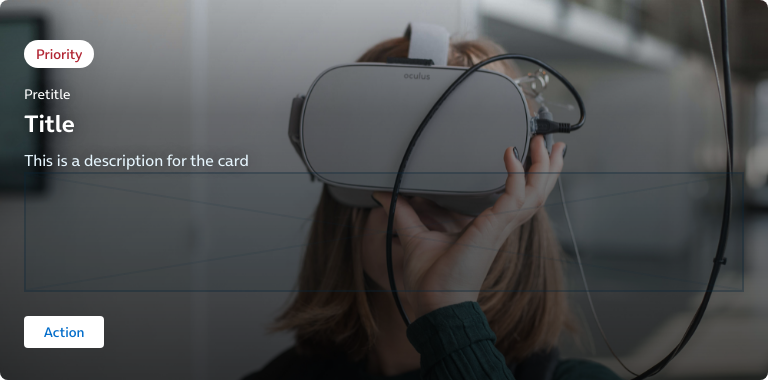 Priority
Pretitle
Title
This is a description for the card
Action
oculus